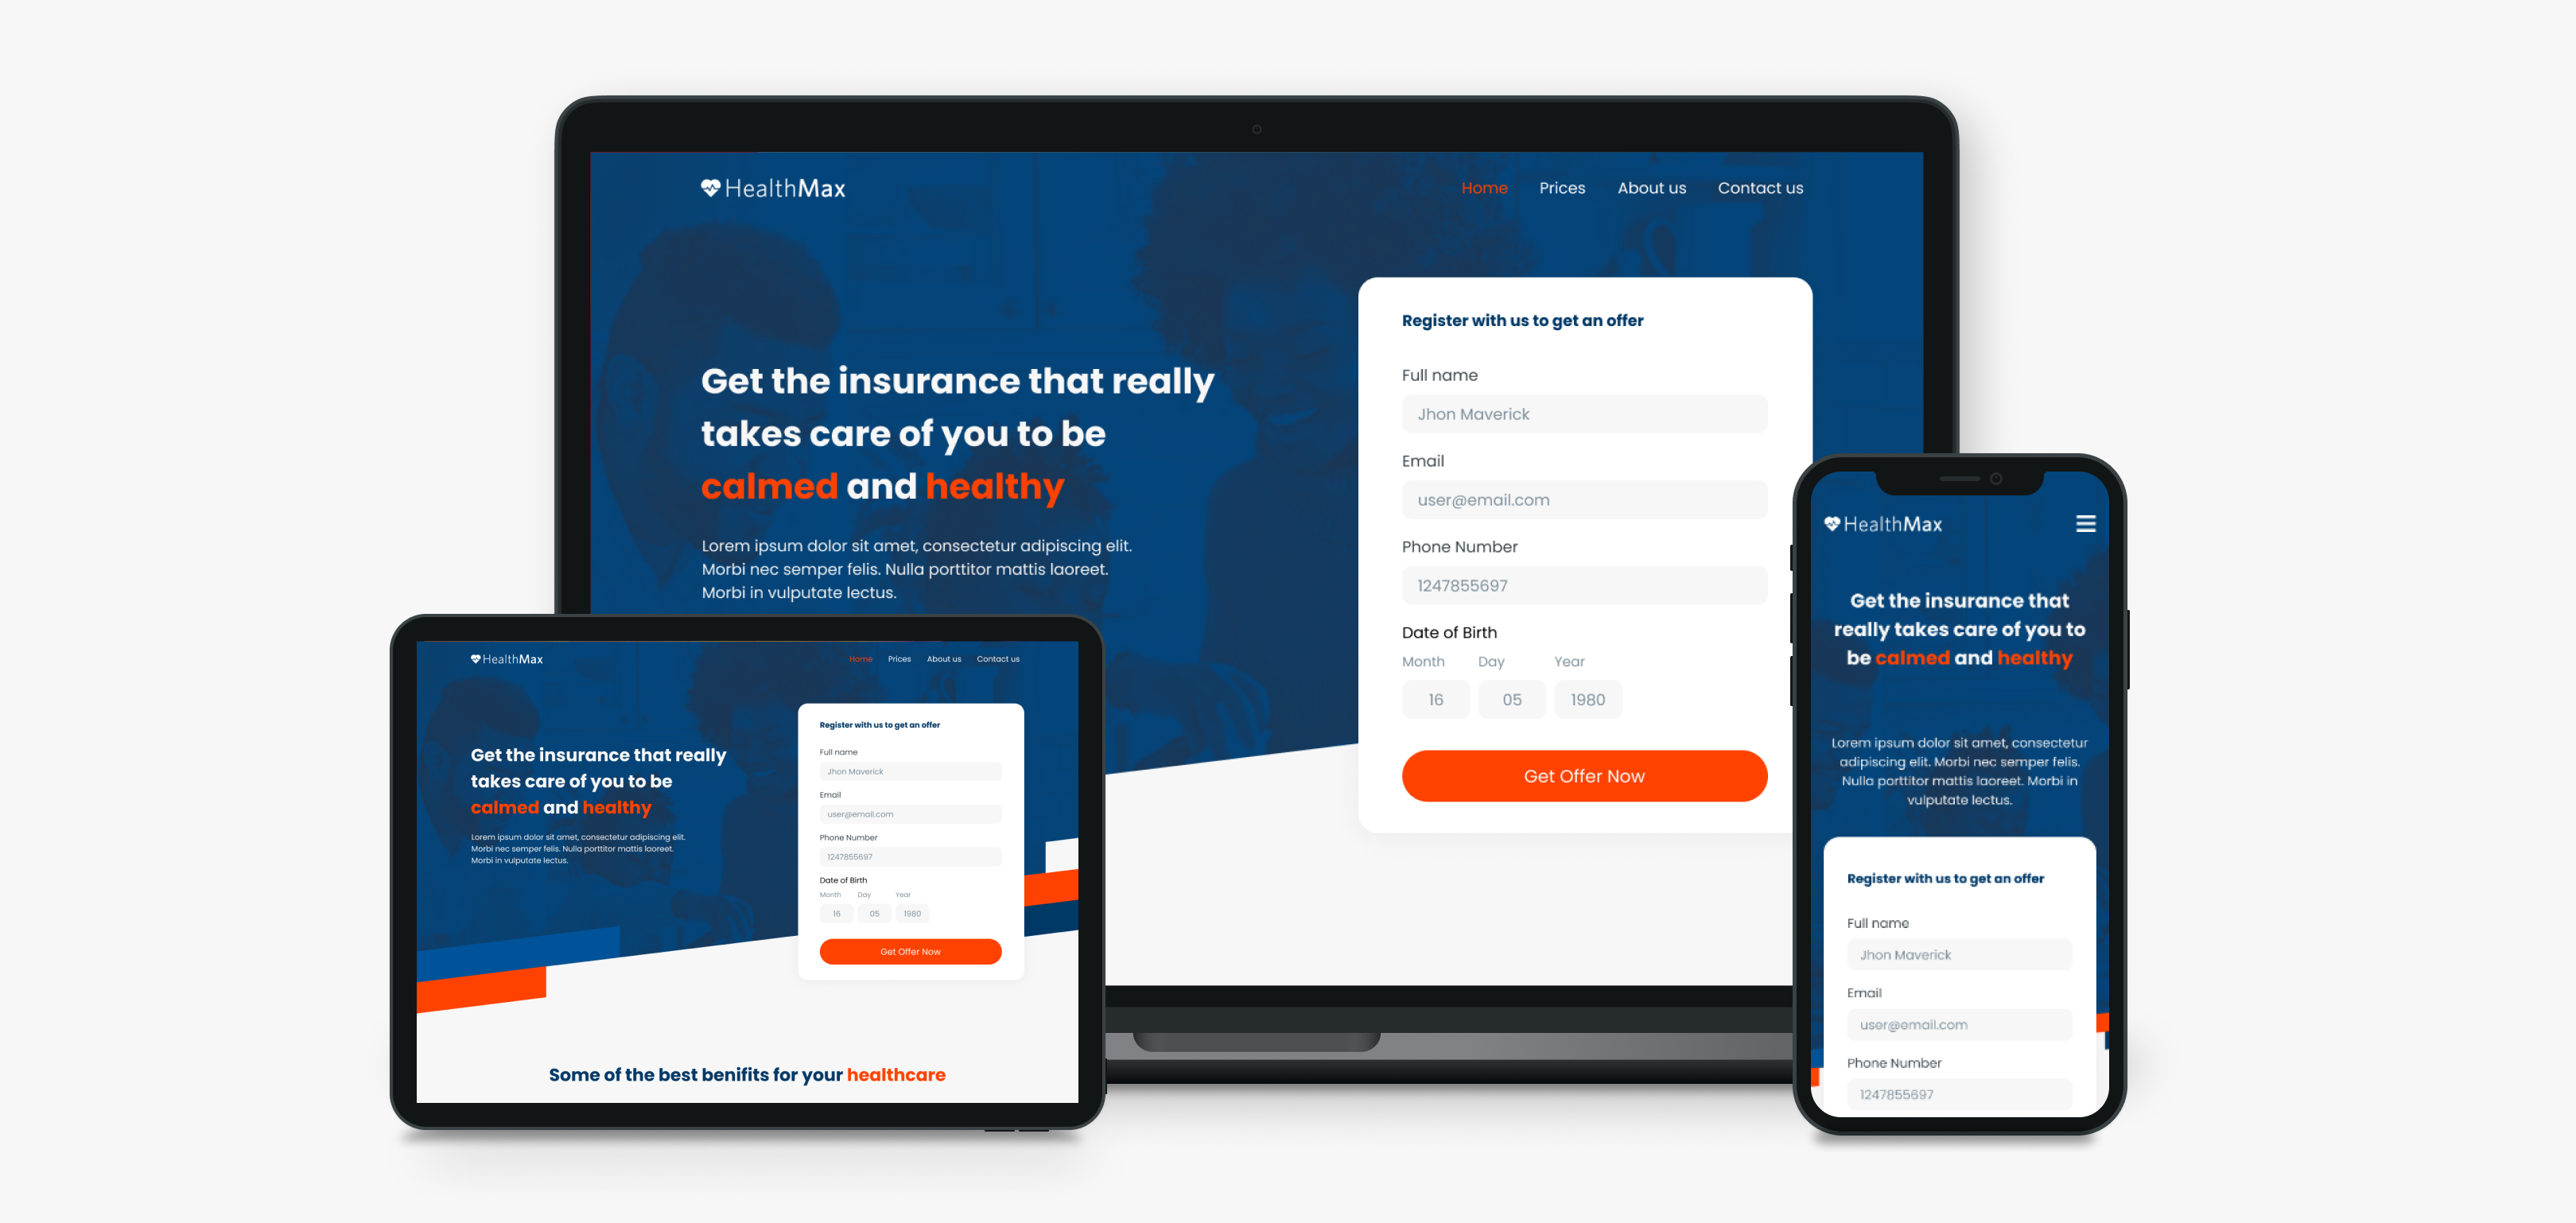 HealthMax
Home Prices About us Contact us
Get the insurance that really
takes care of you to be
calmed and healthy
Lorem ipsum dolor sit amet, consectetur adipiscing elit.
Morbi nec semper felis. Nulla porttitor mattis laoreet.
Morbi in vulputate lectus.
Register with us to get an offer
Full name
Jhon Maverick
Email
user@email.com
Phone Number
1247855697
Date of Birth
Month Day Year
16 05 1980
Get Offer Now
HealthMax
Home Prices About us Contact us
Get the insurance that really
takes care of you to be
calmed and healthy
Lorem ipsum dolor sit amet, consectetur adipiscing elit.
Morbi nec semper felis. Nulla porttitor mattis laoreet.
Morbi in vulputate lectus.
Register with us to get an offer
Full name
Jhon Maverick
Email
user@email.com
Phone Number
1247855697
Date of Birth
Month Day Year
16 05 1980
Get Offer Now
Some of the best benifits for your healthcare
HealthMax
Get the insurance that
really takes care of you to
be calmed and healthy
Lorem ipsum dolor sit amet, consectetur
adipiscing elit. Morbi nec semper felis.
Nulla porttitor mattis laoreet. Morbi in
vulputate lectus.
Register with us to get an offer
Full name
Jhon Maverick
Email
user@email.com
Phone Number
1247855697